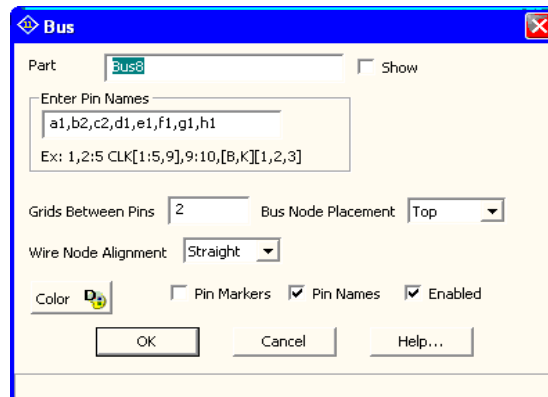 Bus
Part Bus8 Show
Enter Pin Names
a1,b2,c2,d1,e1,f1,g1,h1
Ex: 1,2:5 CLK[1:5,9],9:10,[B,K][1,2,3]
Grids Between Pins 2 Bus Node Placement Top
Wire Node Alignment Straight
Color Pin Markers Pin Names Enabled
OK Cancel Help...